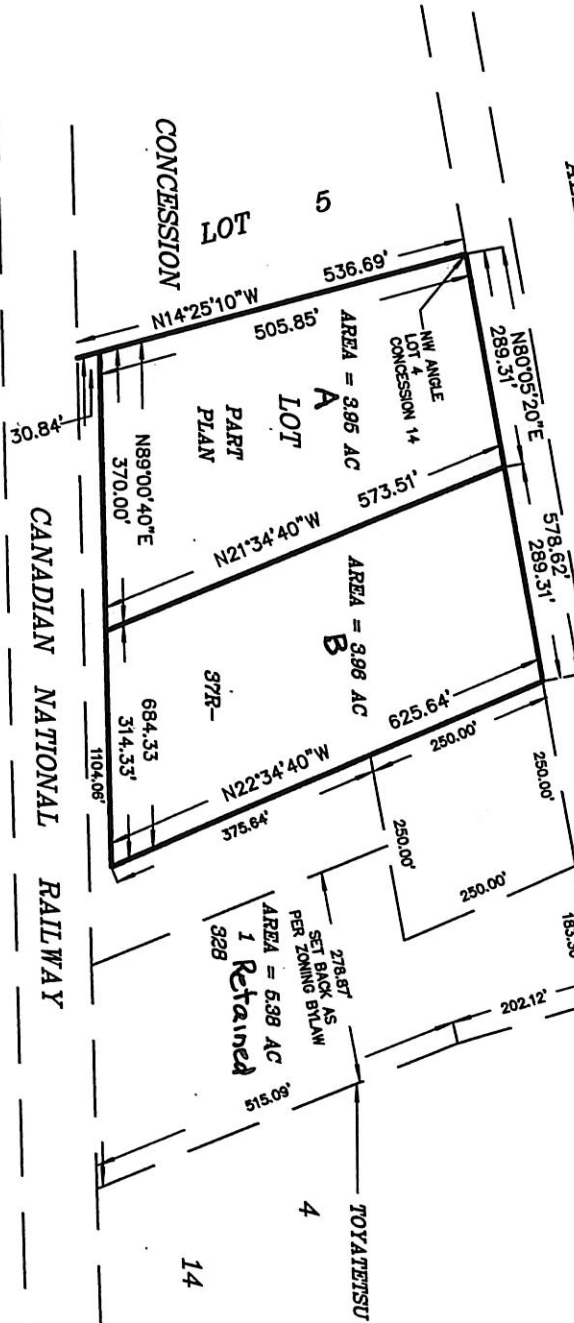 CONCESSION
LOT 5
N14°25'10"W
536.69'
505.85'
30.84'
NW ANGLE
LOT 4
CONCESSION 14
N80°05'20"E
289.31'
578.62'
289.31'
AREA = 3.95 AC
A
LOT
PART
PLAN
N89°00'40"E
370.00'
N21°34'40"W
573.51'
AREA = 3.96 AC
B
37R-
684.33
314.33'
1104.06'
N22°34'40"W
625.64'
375.64'
250.00'
250.00'
250.00'
250.00'
202.12'
278.87'
SET BACK AS
PER ZONING BYLAW
AREA = 5.38 AC
1 Retained
328
515.09'
TOYATETSU
4
14
CANADIAN NATIONAL RAILWAY